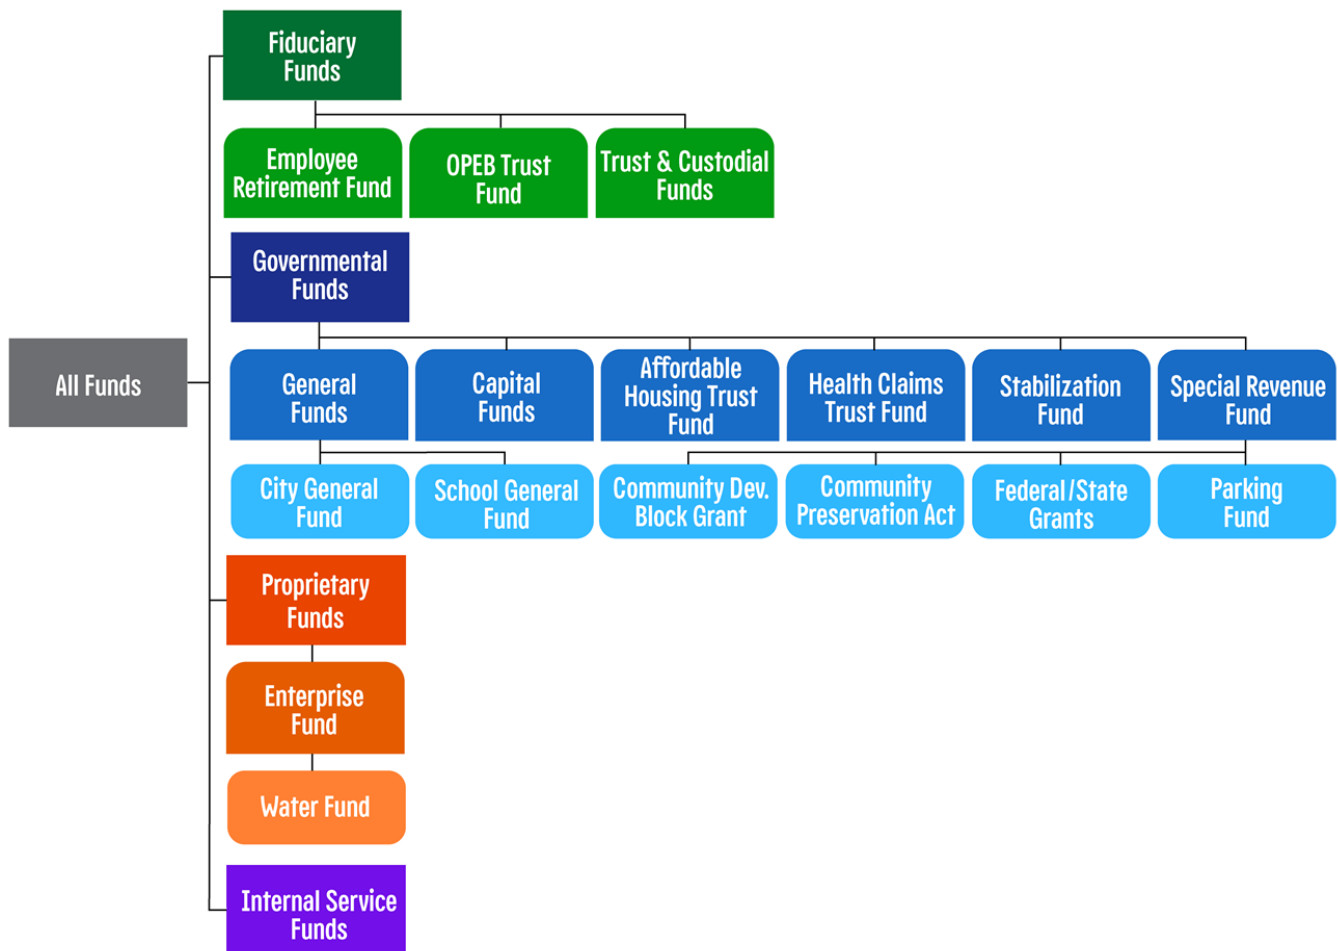 Fiduciary
Funds
Employee
Retirement Fund
OPEB Trust
Fund
Trust & Custodial
Funds
Governmental
Funds
All Funds
General
Funds
Capital
Funds
Affordable
Housing Trust
Fund
Health Claims
Trust Fund
Stabilization
Fund
Special Revenue
Fund
City General
Fund
School General
Fund
Community Dev.
Block Grant
Community
Preservation Act
Federal/State
Grants
Parking
Fund
Proprietary
Funds
Enterprise
Fund
Water Fund
Internal Service
Funds